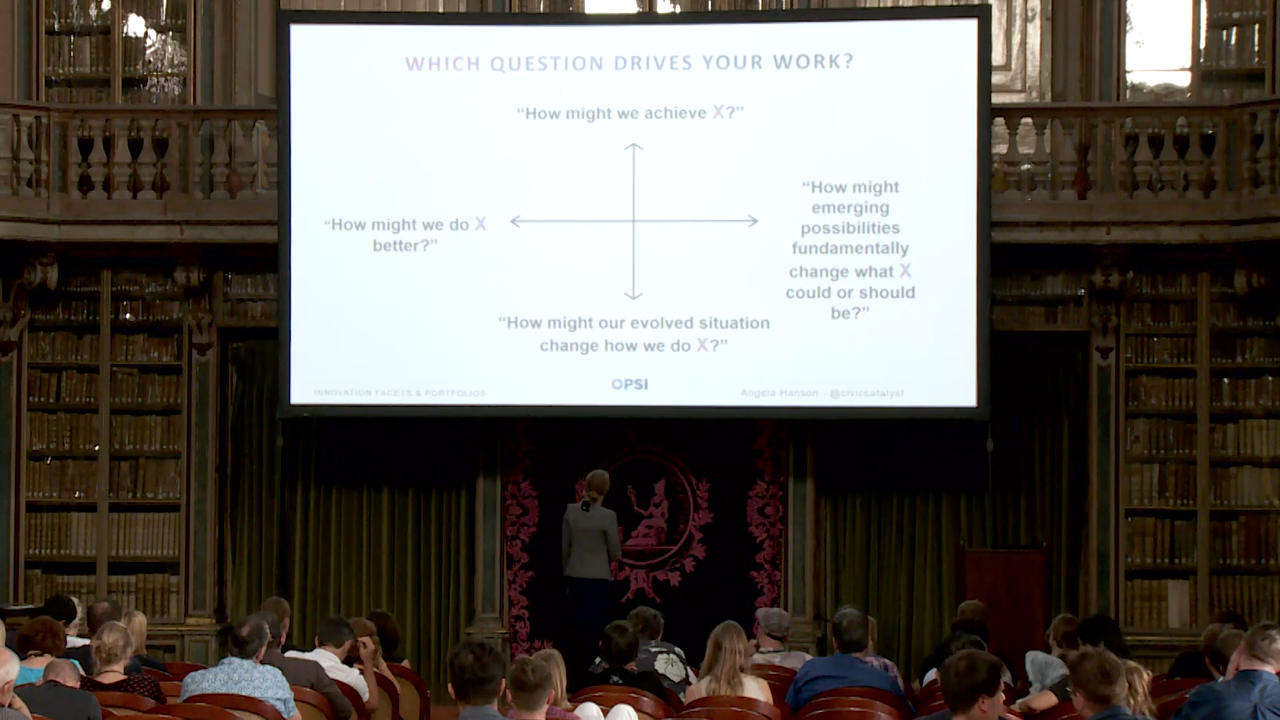 WHICH QUESTION DRIVES YOUR WORK?
“How might we achieve X?”
“How might we do X
better?”
“How might
emerging
possibilities
fundamentally
change what X
could or should
be?”
“How might our evolved situation
change how we do X?”
OPSI
INNOVATION FACETS & PORTFOLIOS
Angela Hanson - @civiccatalyst